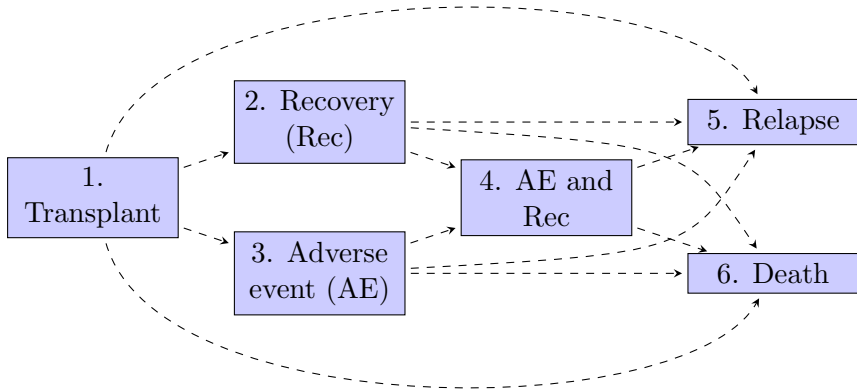 1.
Transplant
2. Recovery
(Rec)
3. Adverse
event (AE)
4. AE and
Rec
5. Relapse
6. Death